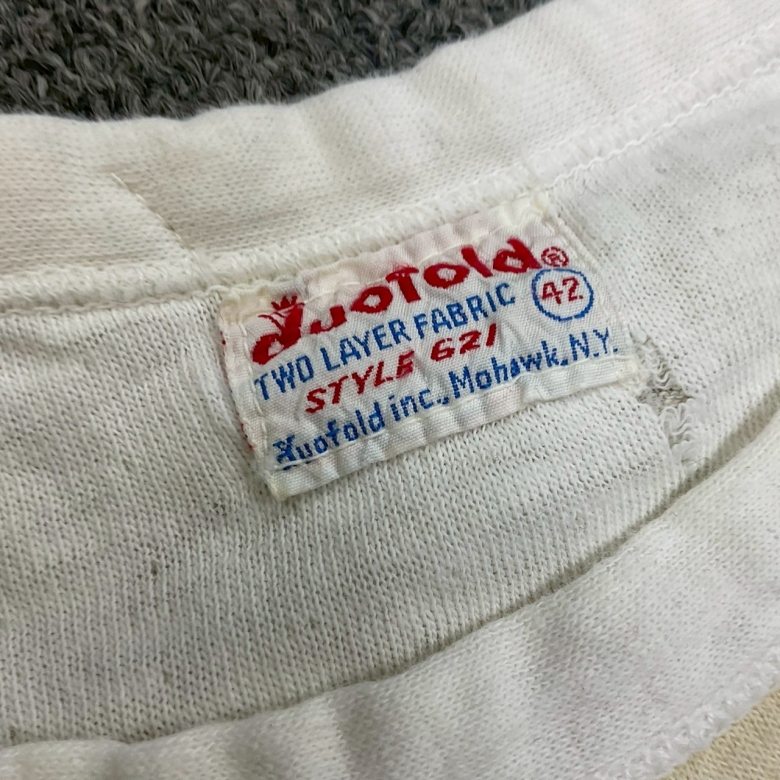 duofold®
TWO LAYER FABRIC 42
STYLE 621
duofold inc., Mohawk, N.Y.